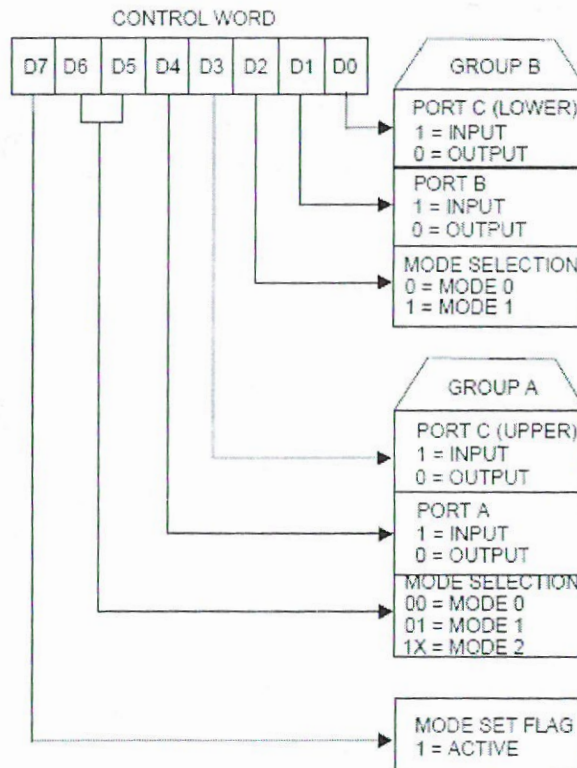 CONTROL WORD
D7 D6 D5 D4 D3 D2 D1 D0
GROUP B
PORT C (LOWER)
1 = INPUT
0 = OUTPUT
PORT B
1 = INPUT
0 = OUTPUT
MODE SELECTION
0 = MODE 0
1 = MODE 1
GROUP A
PORT C (UPPER)
1 = INPUT
0 = OUTPUT
PORT A
1 = INPUT
0 = OUTPUT
MODE SELECTION
00 = MODE 0
01 = MODE 1
1X = MODE 2
MODE SET FLAG
1 = ACTIVE